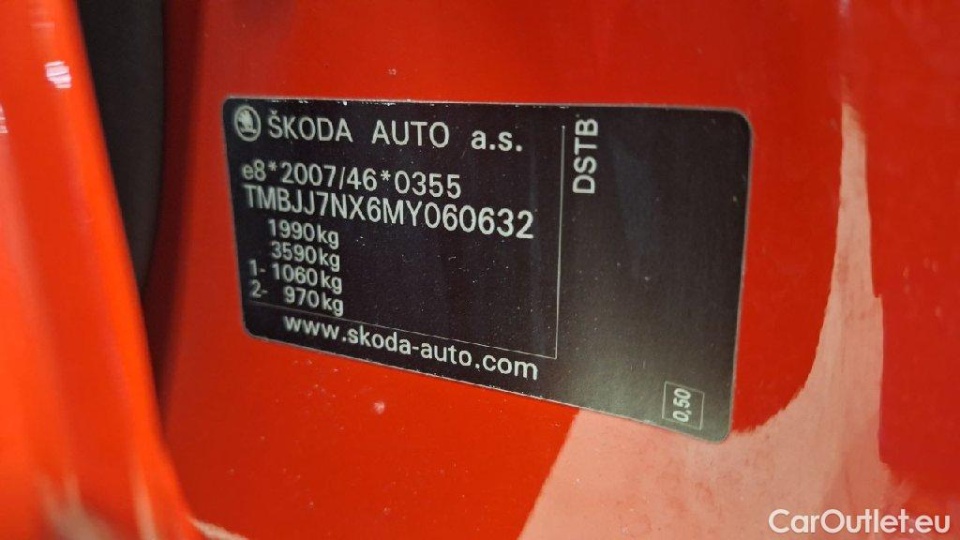 ŠKODA AUTO a.s.
e8*2007/46*0355
TMBJJ7NX6MY060632
1990kg
3590kg
1- 1060kg
2- 970kg
www.skoda-auto.com
DSTB
0,50
CarOutlet.eu